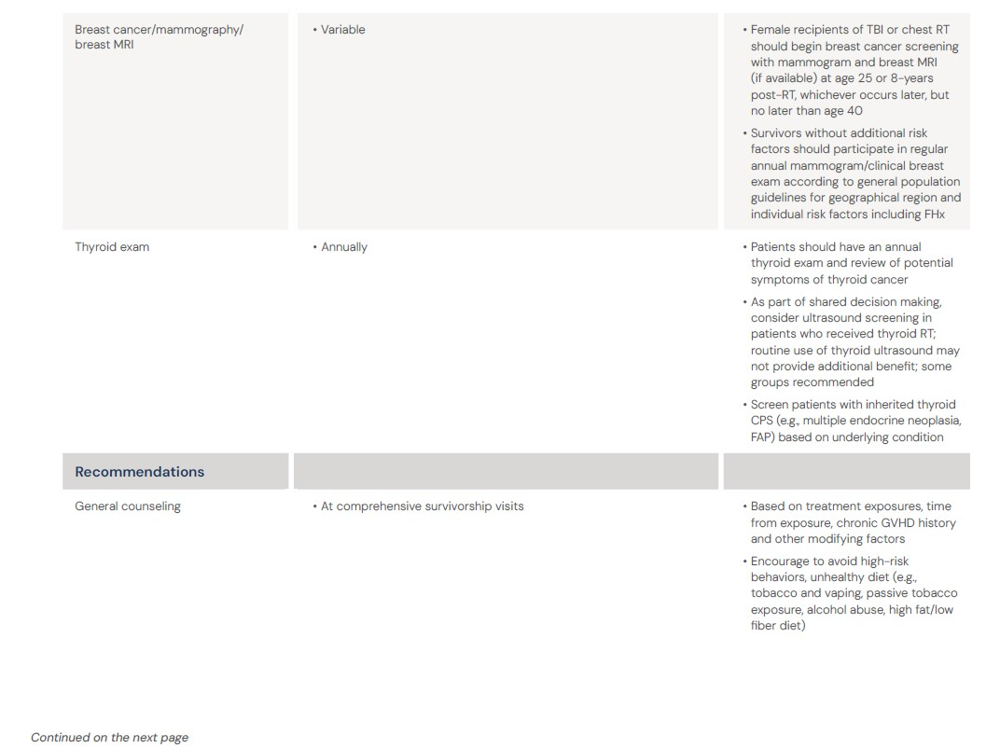 Breast cancer/mammography/
breast MRI
• Variable
• Female recipients of TBI or chest RT
should begin breast cancer screening
with mammogram and breast MRI
(if available) at age 25 or 8-years
post-RT, whichever occurs later, but
no later than age 40
• Survivors without additional risk
factors should participate in regular
annual mammogram/clinical breast
exam according to general population
guidelines for geographical region and
individual risk factors including FHx
Thyroid exam
• Annually
• Patients should have an annual
thyroid exam and review of potential
symptoms of thyroid cancer
• As part of shared decision making,
consider ultrasound screening in
patients who received thyroid RT;
routine use of thyroid ultrasound may
not provide additional benefit; some
groups recommended
• Screen patients with inherited thyroid
CPS (e.g., multiple endocrine neoplasia,
FAP) based on underlying condition
Recommendations
General counseling
• At comprehensive survivorship visits
• Based on treatment exposures, time
from exposure, chronic GVHD history
and other modifying factors
• Encourage to avoid high-risk
behaviors, unhealthy diet (e.g.,
tobacco and vaping, passive tobacco
exposure, alcohol abuse, high fat/low
fiber diet)
Continued on the next page